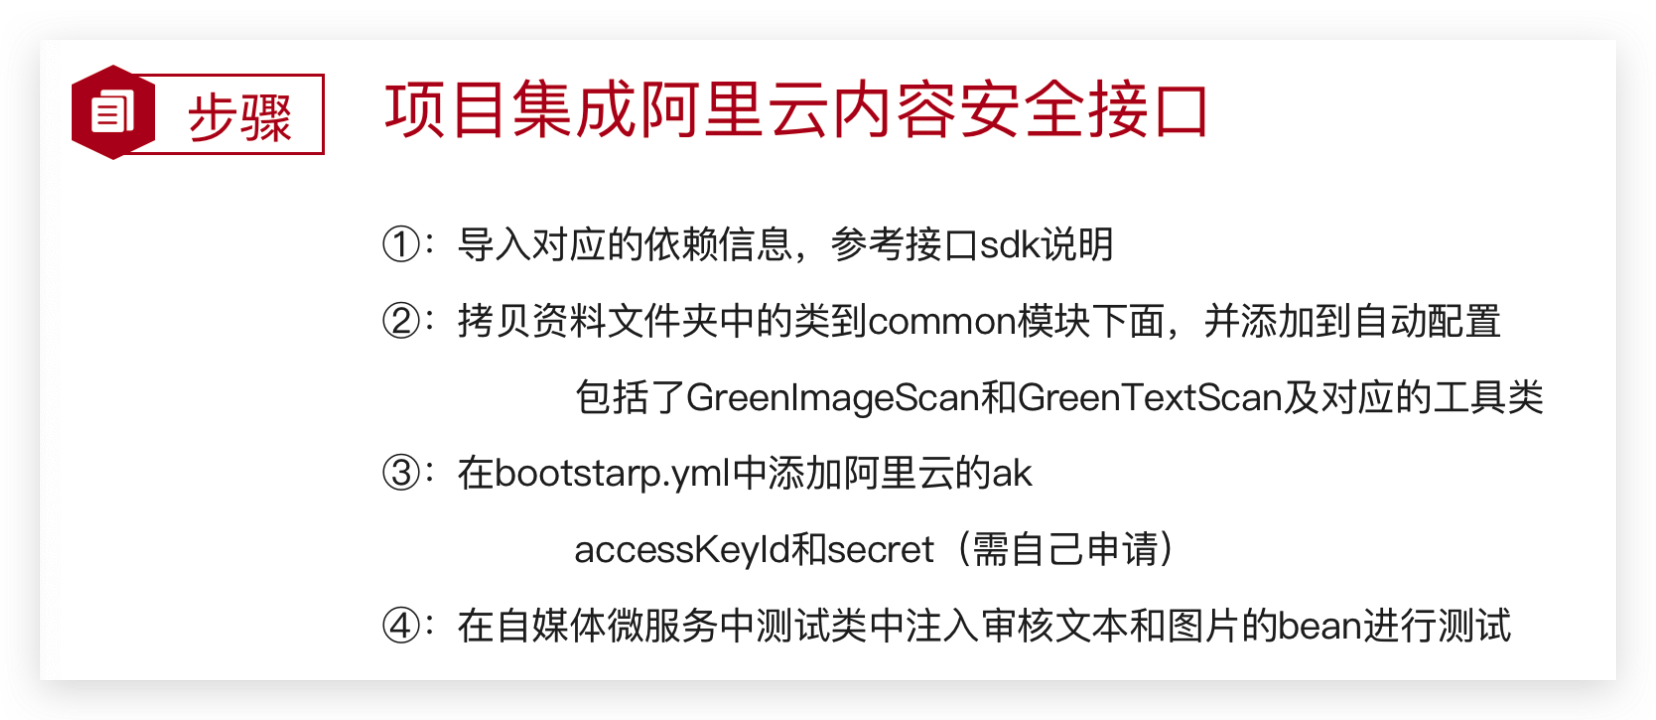 步骤
项目集成阿里云内容安全接口
①：导入对应的依赖信息，参考接口sdk说明
②：拷贝资料文件夹中的类到common模块下面，并添加到自动配置
包括了GreenImageScan和GreenTextScan及对应的工具类
③：在bootstarp.yml中添加阿里云的ak
accessKeyId和secret（需自己申请）
④：在自媒体微服务中测试类中注入审核文本和图片的bean进行测试